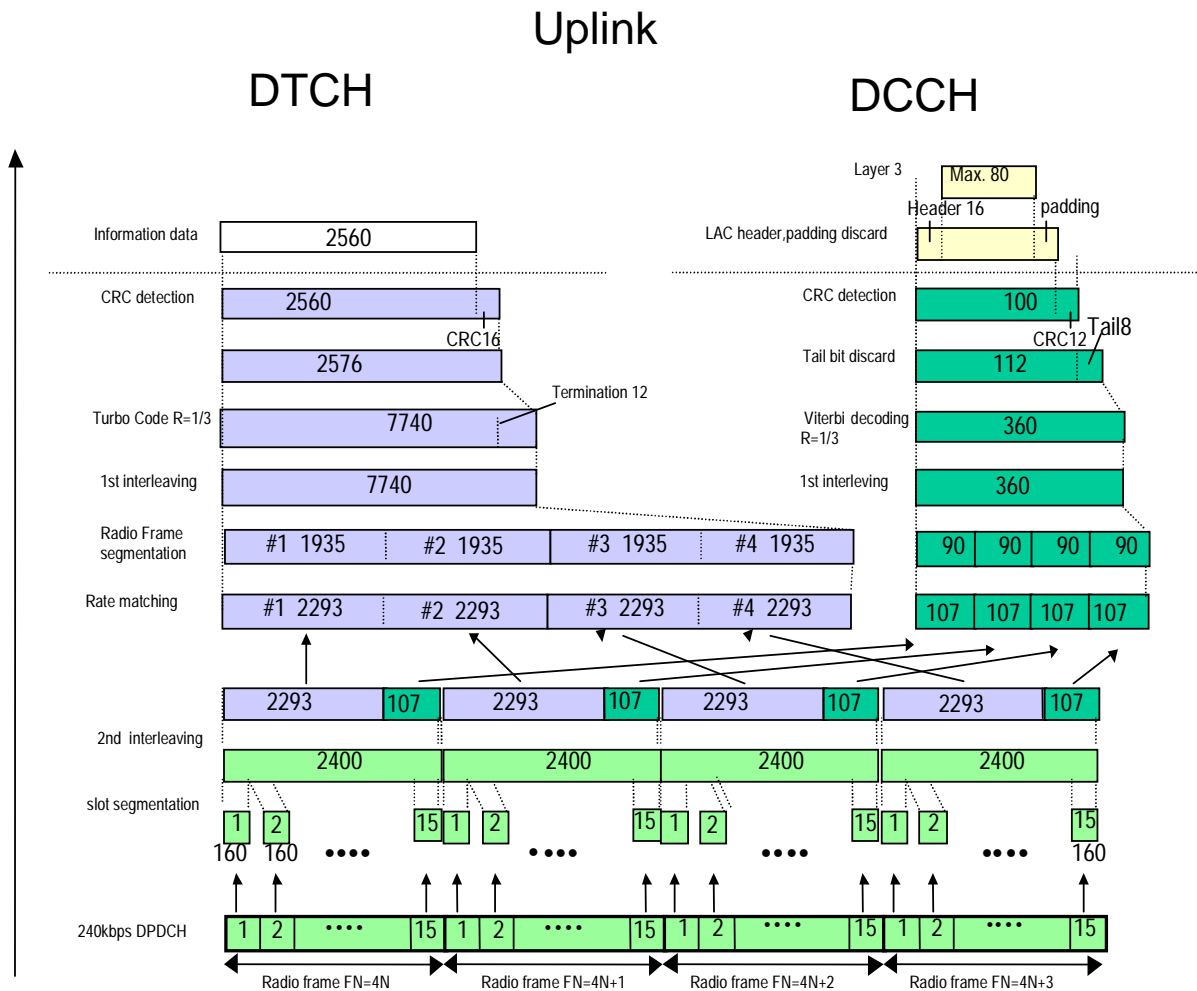 Uplink
DTCH
DCCH
Layer 3
Max. 80
Header 16
padding
Information data
2560
LAC header,padding discard
CRC detection
2560
CRC16
CRC detection
100
CRC12
Tail8
2576
Tail bit discard
112
Termination 12
Turbo Code R=1/3
7740
Viterbi decoding
R=1/3
360
1st interleaving
7740
1st interleving
360
Radio Frame
segmentation
#1 1935
#2 1935
#3 1935
#4 1935
90
90
90
90
Rate matching
#1 2293
#2 2293
#3 2293
#4 2293
107
107
107
107
2293
107
2293
107
2293
107
2293
107
2nd interleaving
2400
2400
2400
2400
slot segmentation
1
2
15
1
2
15
1
2
15
1
2
15
160
160
••••
••••
••••
••••
160
240kbps DPDCH
1
2
••••
15
1
2
••••
15
1
2
••••
15
1
2
••••
15
Radio frame FN=4N
Radio frame FN=4N+1
Radio frame FN=4N+2
Radio frame FN=4N+3